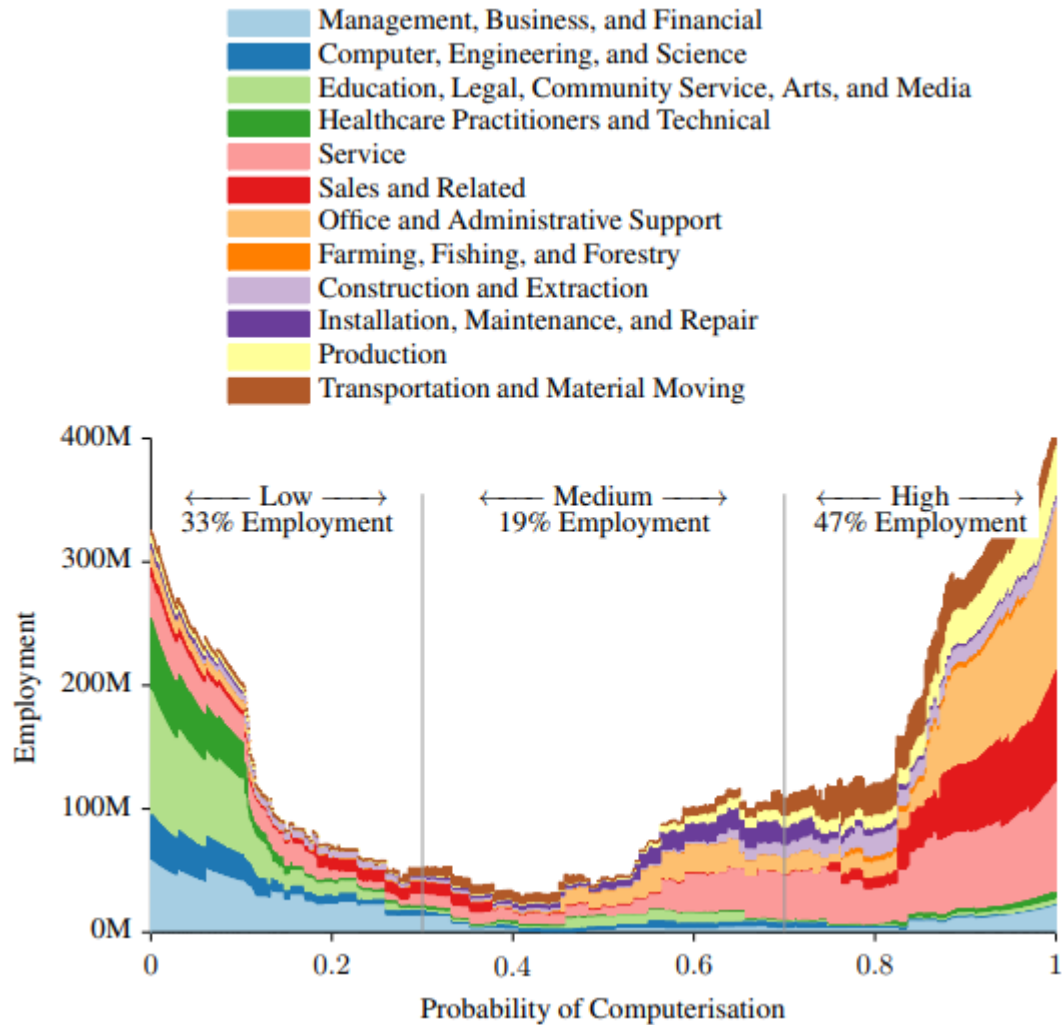 Management, Business, and Financial
Computer, Engineering, and Science
Education, Legal, Community Service, Arts, and Media
Healthcare Practitioners and Technical
Service
Sales and Related
Office and Administrative Support
Farming, Fishing, and Forestry
Construction and Extraction
Installation, Maintenance, and Repair
Production
Transportation and Material Moving
400M
300M
200M
100M
0M
Employment
←—— Low ——→
33% Employment
←—— Medium ——→
19% Employment
←—— High ——→
47% Employment
0 0.2 0.4 0.6 0.8 1
Probability of Computerisation